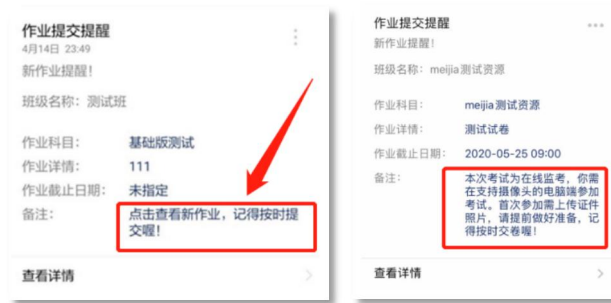 作业提交提醒
4月14日 23:49
新作业提醒!
班级名称: 测试班
作业科目: 基础版测试
作业详情: 111
作业截止日期: 未指定
备注: 点击查看新作业，记得按时提
交喔!
查看详情
作业提交提醒
新作业提醒!
班级名称: meijia测试资源
作业科目: meijia测试资源
作业详情: 测试试卷
作业截止日期: 2020-05-25 09:00
备注: 本次考试为在线监考，你需
在支持摄像头的电脑端参加
考试。首次参加需上传证件
照片，请提前做好准备，记
得按时交卷喔!
查看详情